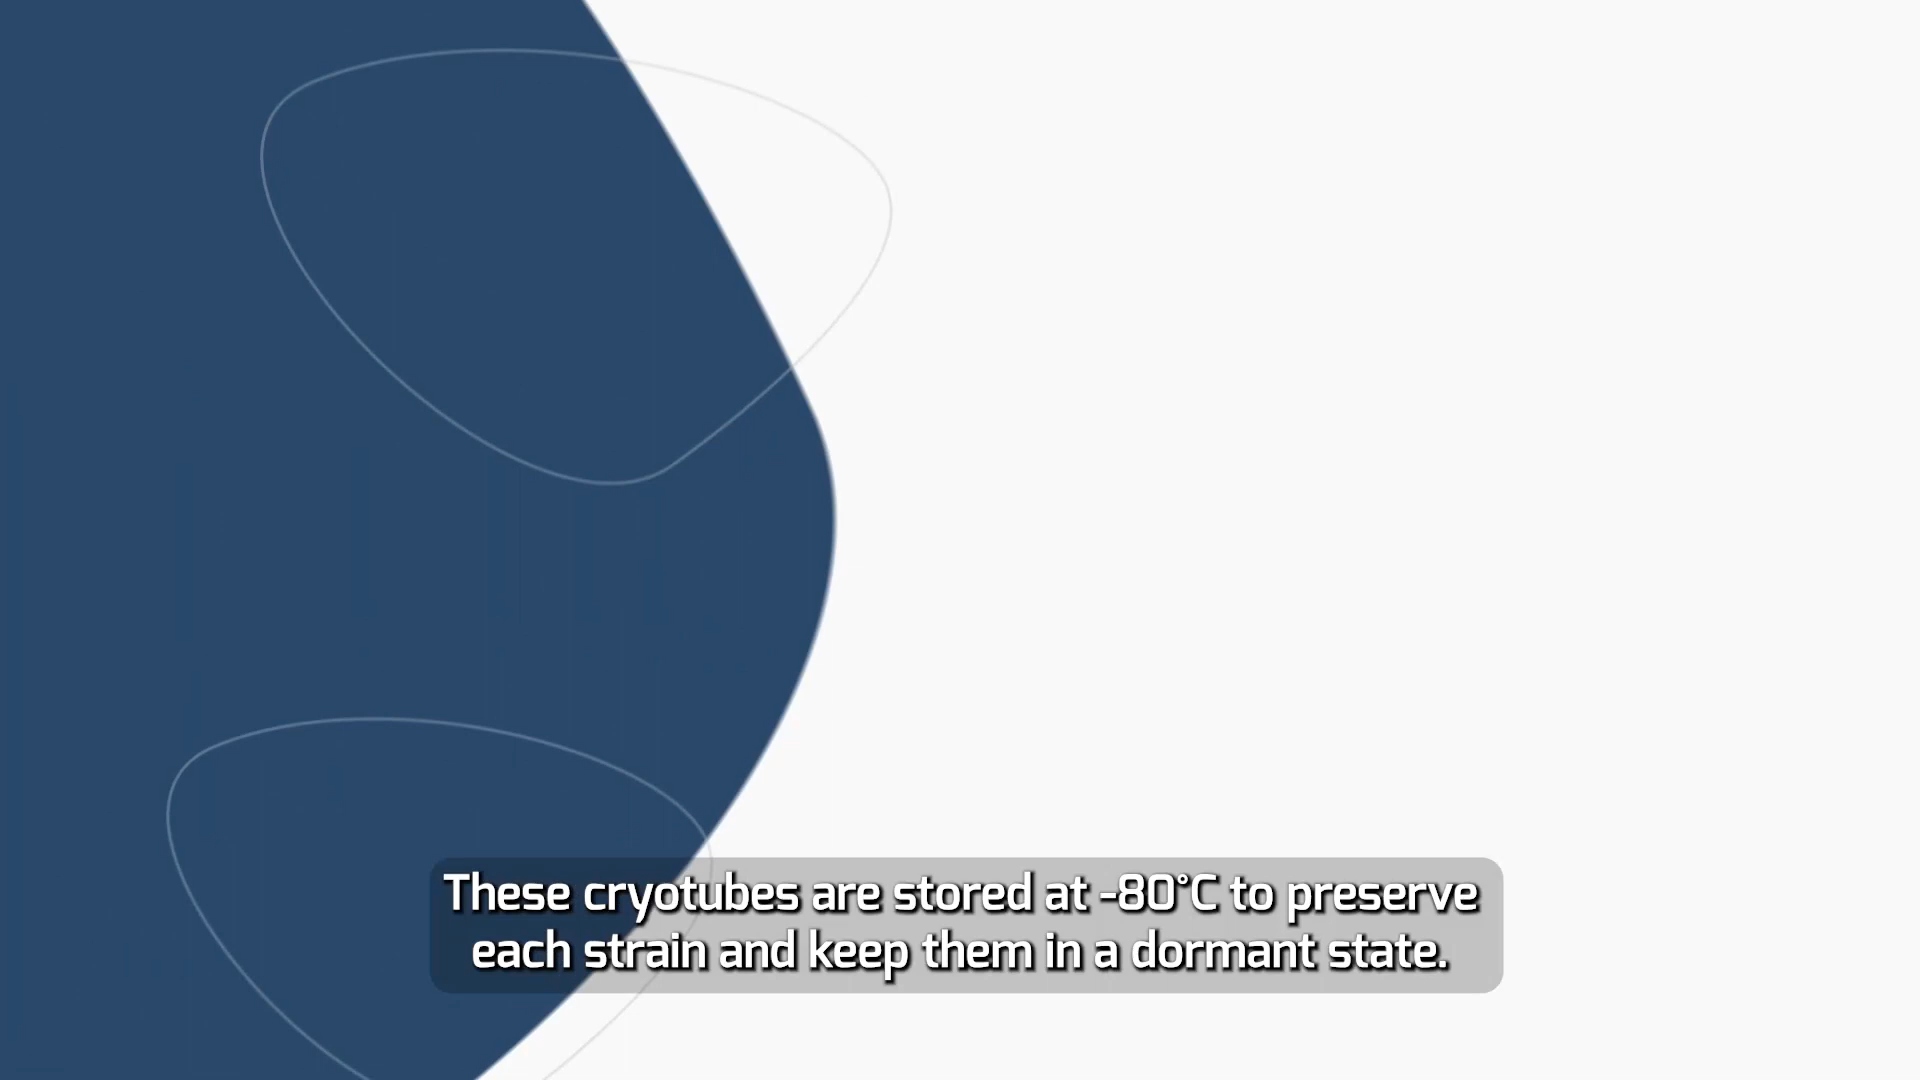 These cryotubes are stored at -80°C to preserve
each strain and keep them in a dormant state.